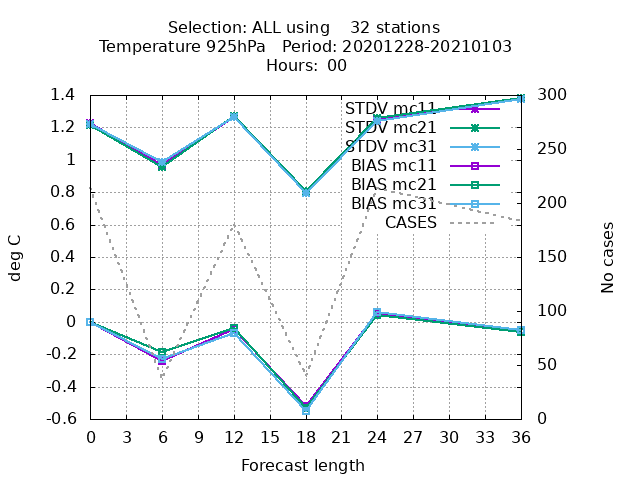 Selection: ALL using 32 stations
Temperature 925hPa Period: 20201228-20210103
Hours: 00
1.4
1.2
1
0.8
0.6
0.4
0.2
0
-0.2
-0.4
-0.6
deg C
STDV mc11
STDV mc21
STDV mc31
BIAS mc11
BIAS mc21
BIAS mc31
CASES
300
250
200
150
100
50
0
No cases
0 3 6 9 12 15 18 21 24 27 30 33 36
Forecast length